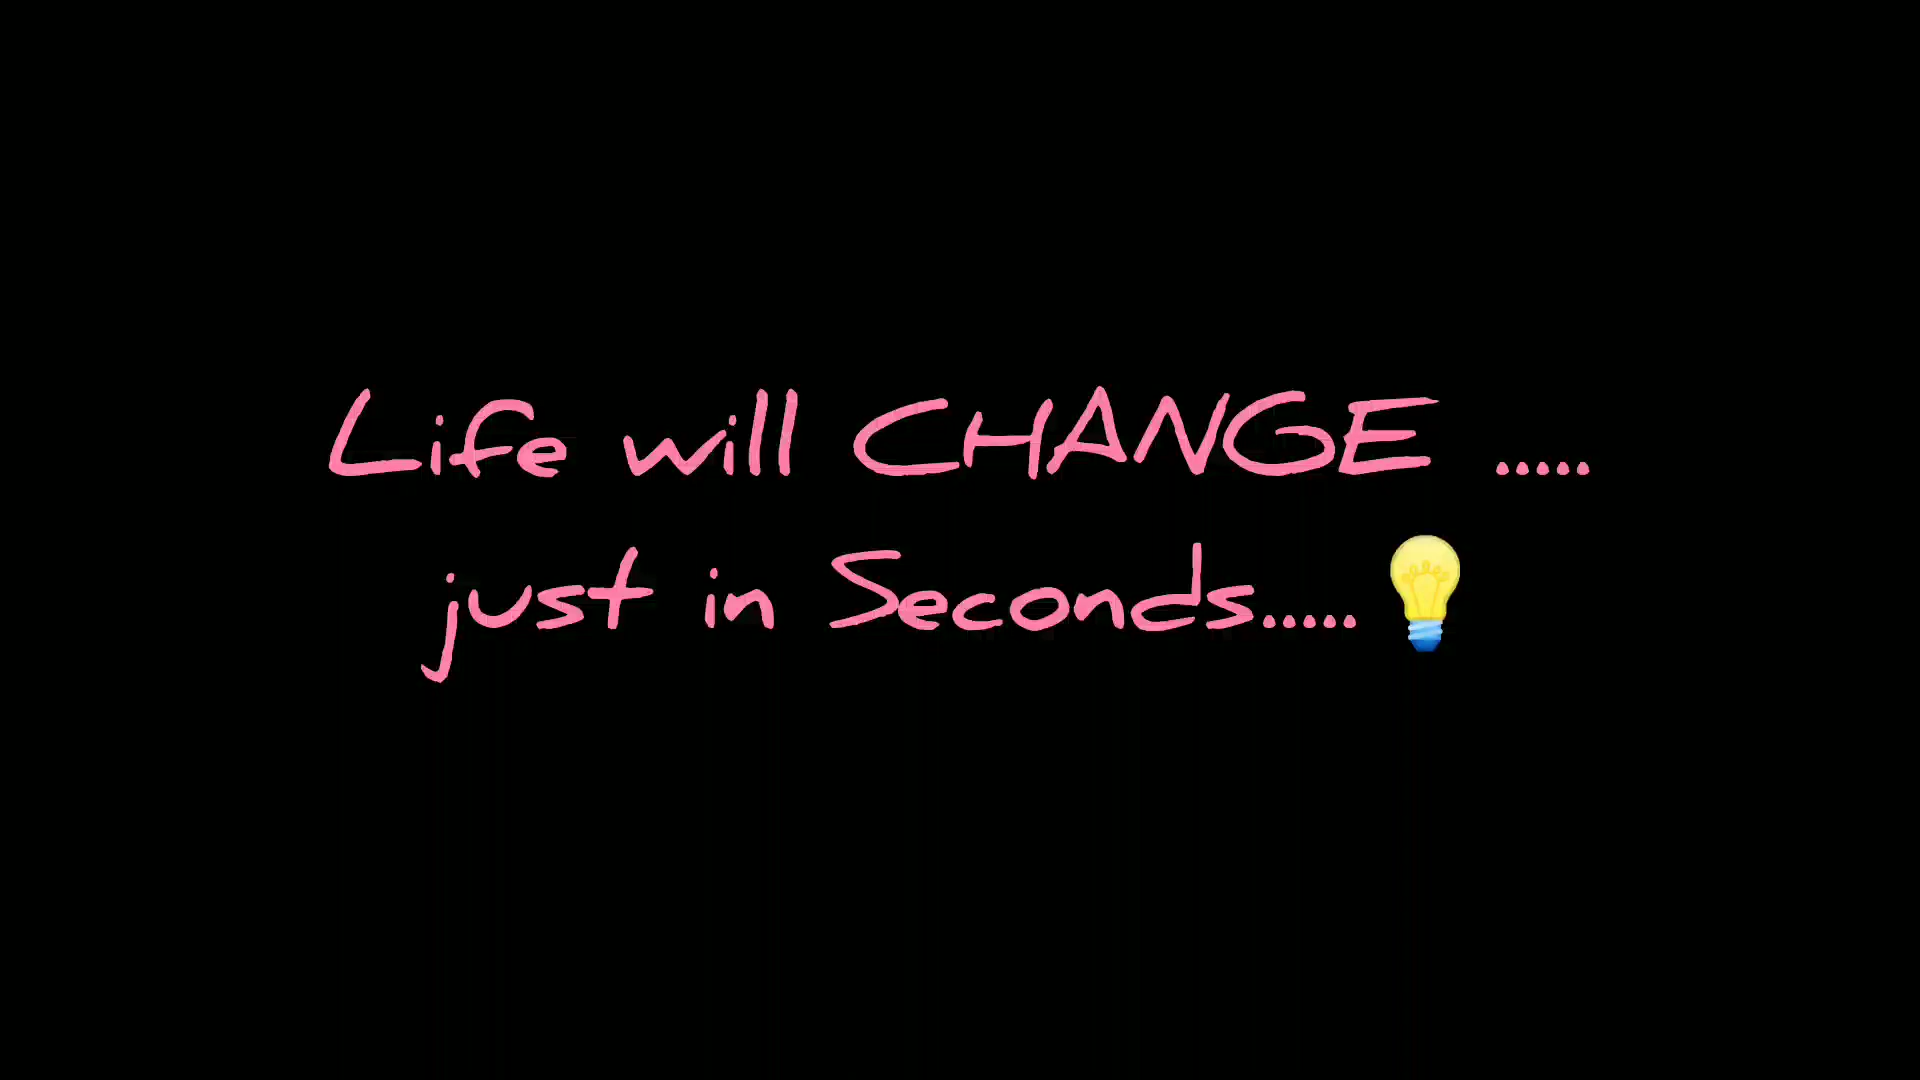 Life will CHANGE .....
just in Seconds..... 💡